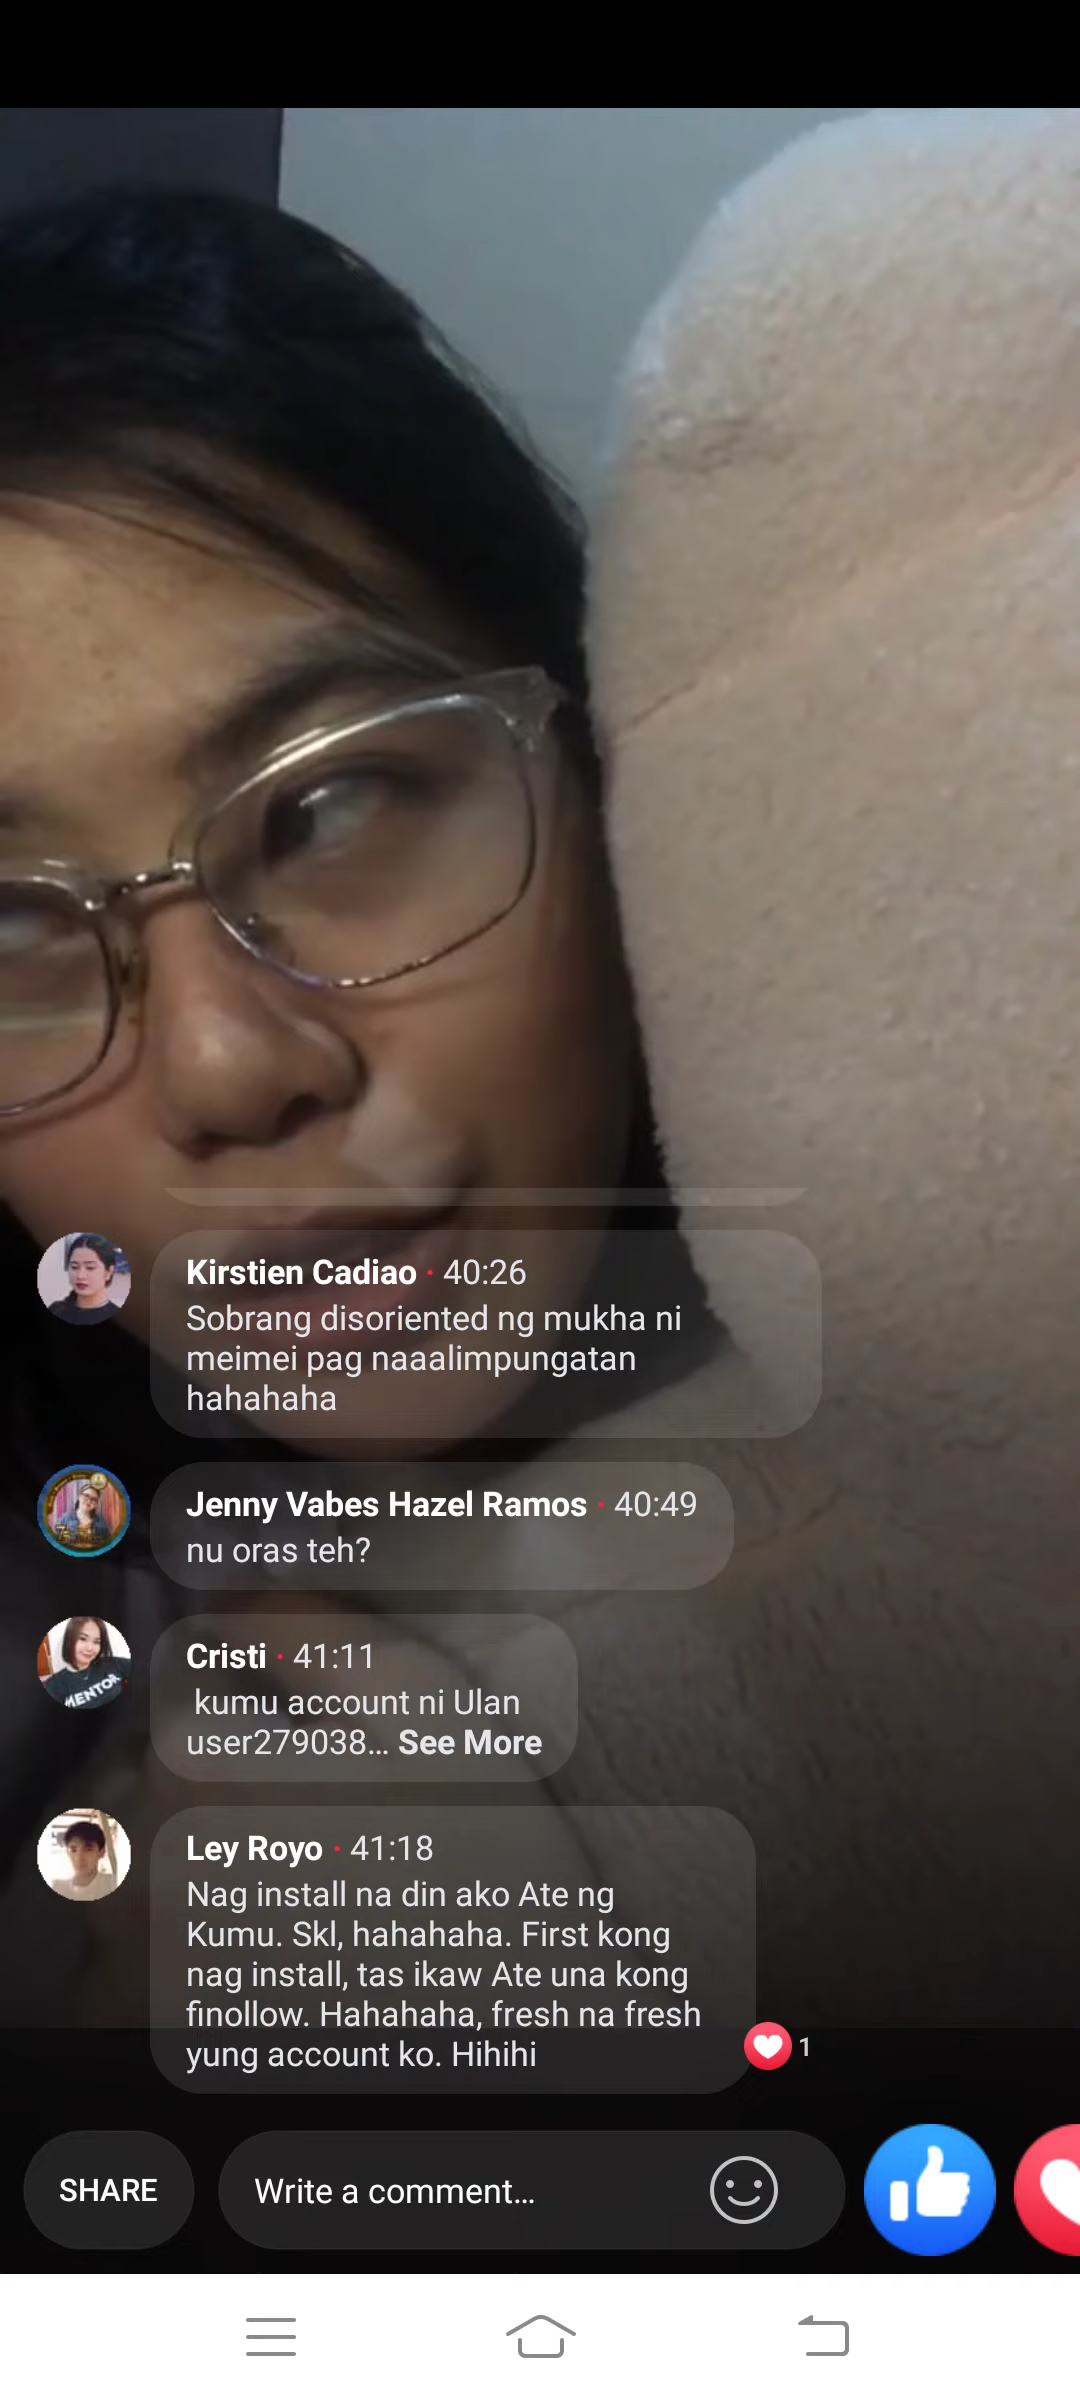 Kirstien Cadiao · 40:26
Sobrang disoriented ng mukha ni
meimei pag naaalimpungatan
hahahaha
Jenny Vabes Hazel Ramos · 40:49
nu oras teh?
Cristi · 41:11
kumu account ni Ulan
user279038... See More
Ley Royo · 41:18
Nag install na din ako Ate ng
Kumu. Skl, hahahaha. First kong
nag install, tas ikaw Ate una kong
finollow. Hahahaha, fresh na fresh
yung account ko. Hihihi
1
SHARE
Write a comment...
MENTOR